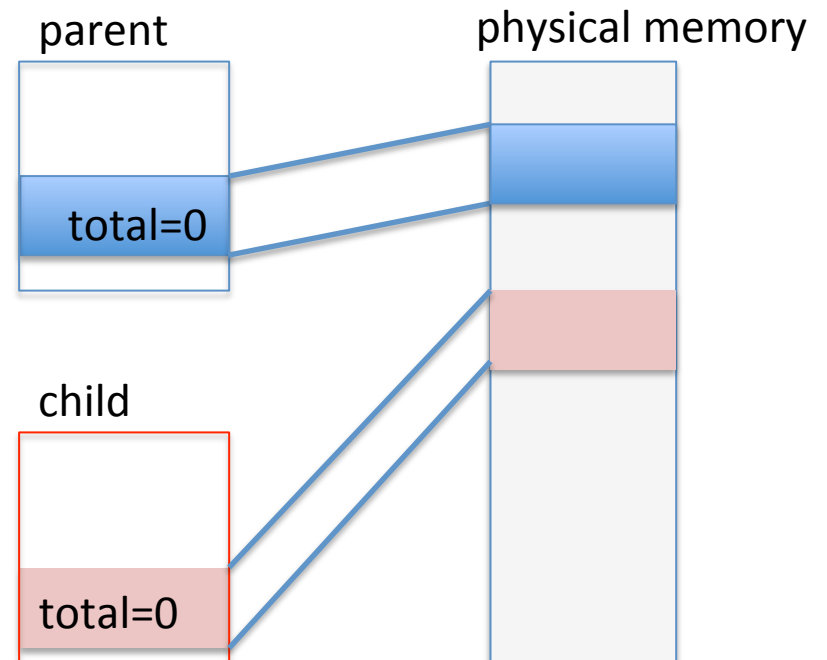 parent
physical memory
total=0
child
total=0